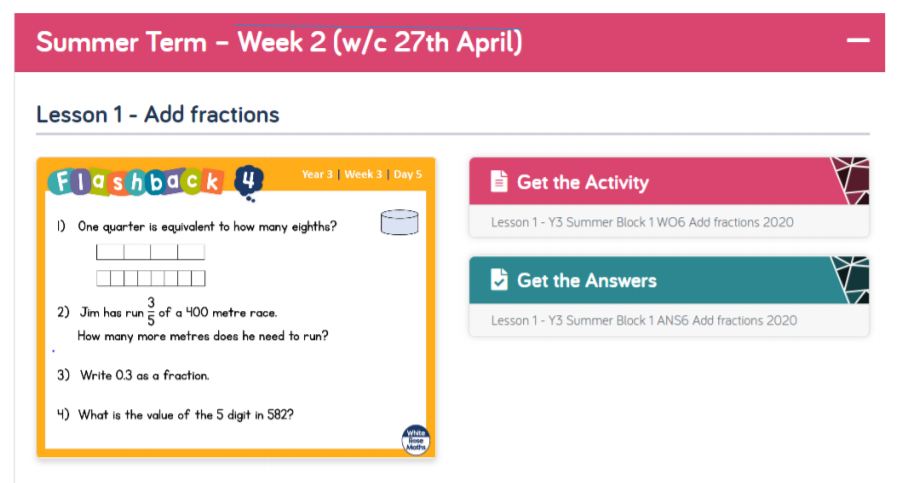 Summer Term – Week 2 (w/c 27th April)
Lesson 1 - Add fractions
Flashback 4
Year 3 | Week 3 | Day 5
1) One quarter is equivalent to how many eighths?
2) Jim has run 3/5 of a 400 metre race.
How many more metres does he need to run?
3) Write 0.3 as a fraction.
4) What is the value of the 5 digit in 582?
White
Rose
Maths
Get the Activity
Lesson 1 - Y3 Summer Block 1 WO6 Add fractions 2020
Get the Answers
Lesson 1 - Y3 Summer Block 1 ANS6 Add fractions 2020